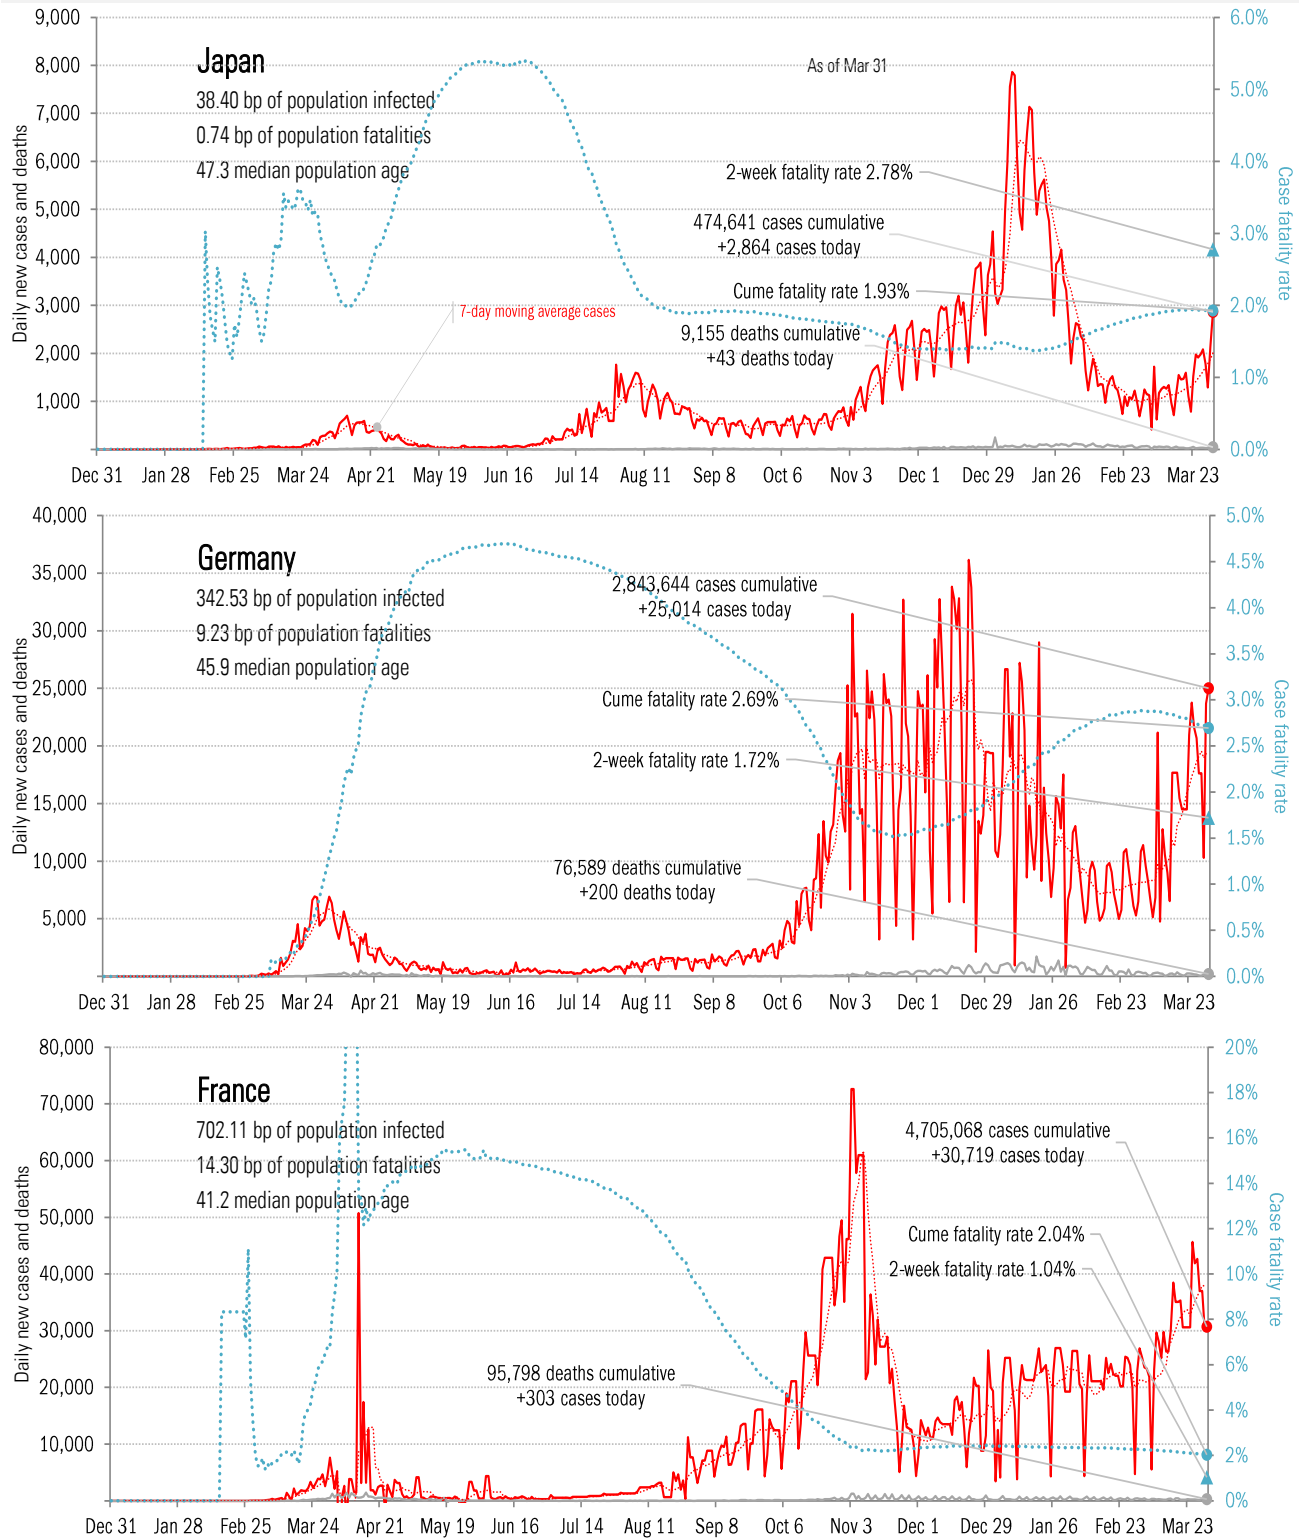 9,000
8,000
7,000
6,000
5,000
4,000
3,000
2,000
1,000
Daily new cases and deaths
6.0%
5.0%
4.0%
3.0%
2.0%
1.0%
0.0%
Case fatality rate
Japan
38.40 bp of population infected
0.74 bp of population fatalities
47.3 median population age
As of Mar 31
2-week fatality rate 2.78%
474,641 cases cumulative
+2,864 cases today
Cume fatality rate 1.93%
7-day moving average cases
9,155 deaths cumulative
+43 deaths today
Dec 31 Jan 28 Feb 25 Mar 24 Apr 21 May 19 Jun 16 Jul 14 Aug 11 Sep 8 Oct 6 Nov 3 Dec 1 Dec 29 Jan 26 Feb 23 Mar 23
40,000
35,000
30,000
25,000
20,000
15,000
10,000
5,000
-
Daily new cases and deaths
5.0%
4.5%
4.0%
3.5%
3.0%
2.5%
2.0%
1.5%
1.0%
0.5%
0.0%
Case fatality rate
Germany
342.53 bp of population infected
9.23 bp of population fatalities
45.9 median population age
2,843,644 cases cumulative
+25,014 cases today
Cume fatality rate 2.69%
2-week fatality rate 1.72%
76,589 deaths cumulative
+200 deaths today
Dec 31 Jan 28 Feb 25 Mar 24 Apr 21 May 19 Jun 16 Jul 14 Aug 11 Sep 8 Oct 6 Nov 3 Dec 1 Dec 29 Jan 26 Feb 23 Mar 23
80,000
70,000
60,000
50,000
40,000
30,000
20,000
10,000
-
Daily new cases and deaths
20%
18%
16%
14%
12%
10%
8%
6%
4%
2%
0%
Case fatality rate
France
702.11 bp of population infected
14.30 bp of population fatalities
41.2 median population age
4,705,068 cases cumulative
+30,719 cases today
Cume fatality rate 2.04%
2-week fatality rate 1.04%
95,798 deaths cumulative
+303 cases today
Dec 31 Jan 28 Feb 25 Mar 24 Apr 21 May 19 Jun 16 Jul 14 Aug 11 Sep 8 Oct 6 Nov 3 Dec 1 Dec 29 Jan 26 Feb 23 Mar 23